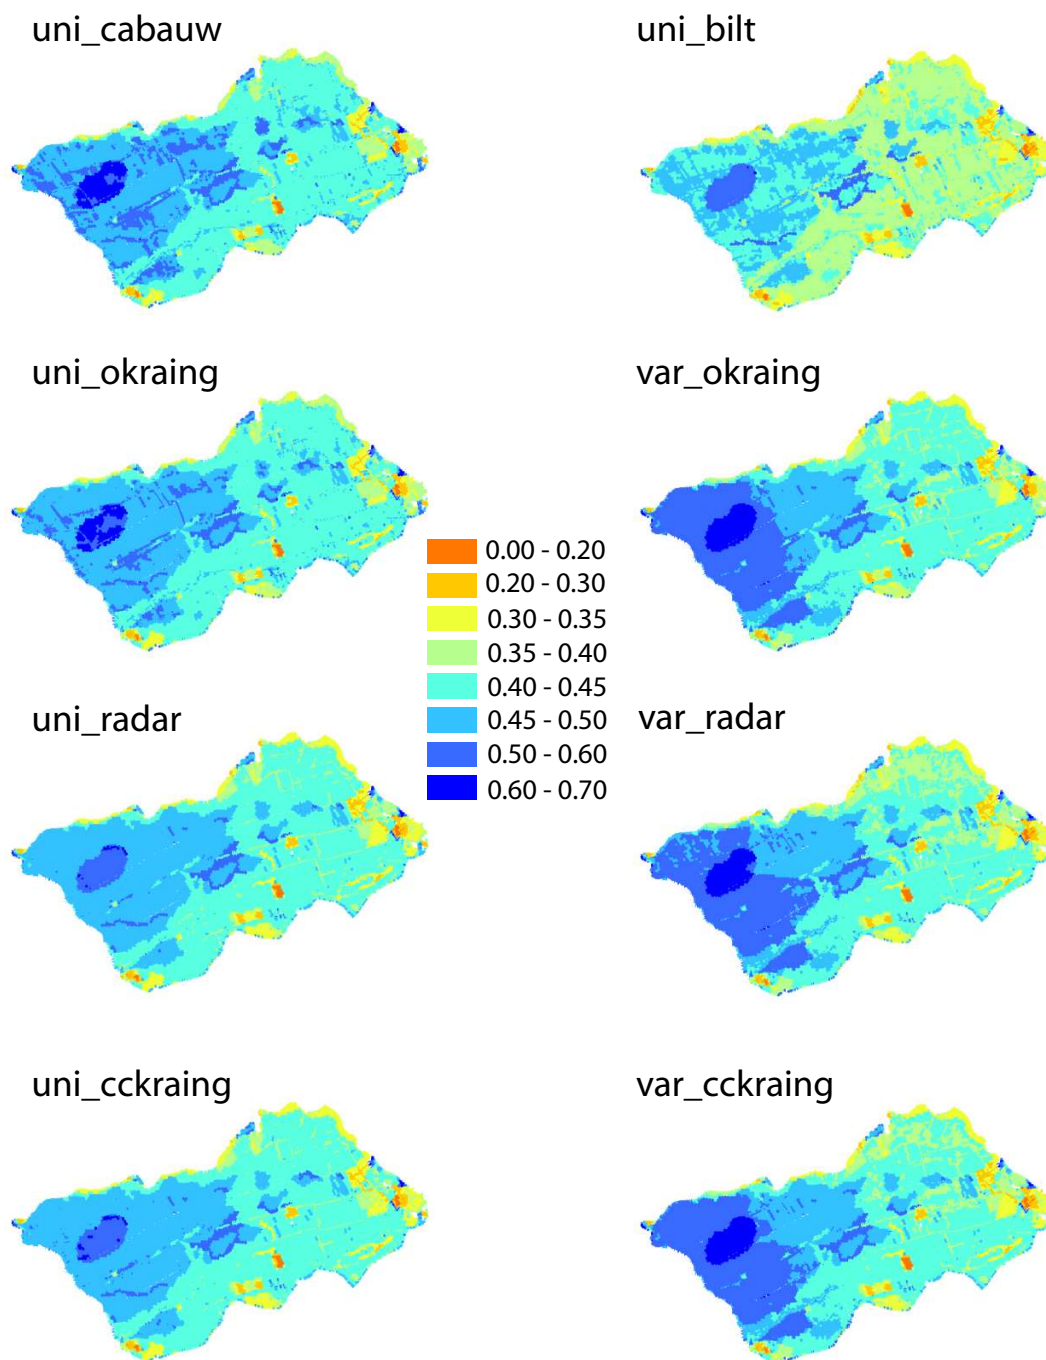 uni_cabauw
uni_bilt
uni_okraing
var_okraing
0.00 - 0.20
0.20 - 0.30
0.30 - 0.35
0.35 - 0.40
0.40 - 0.45
0.45 - 0.50
0.50 - 0.60
0.60 - 0.70
uni_radar
var_radar
uni_cckraing
var_cckraing